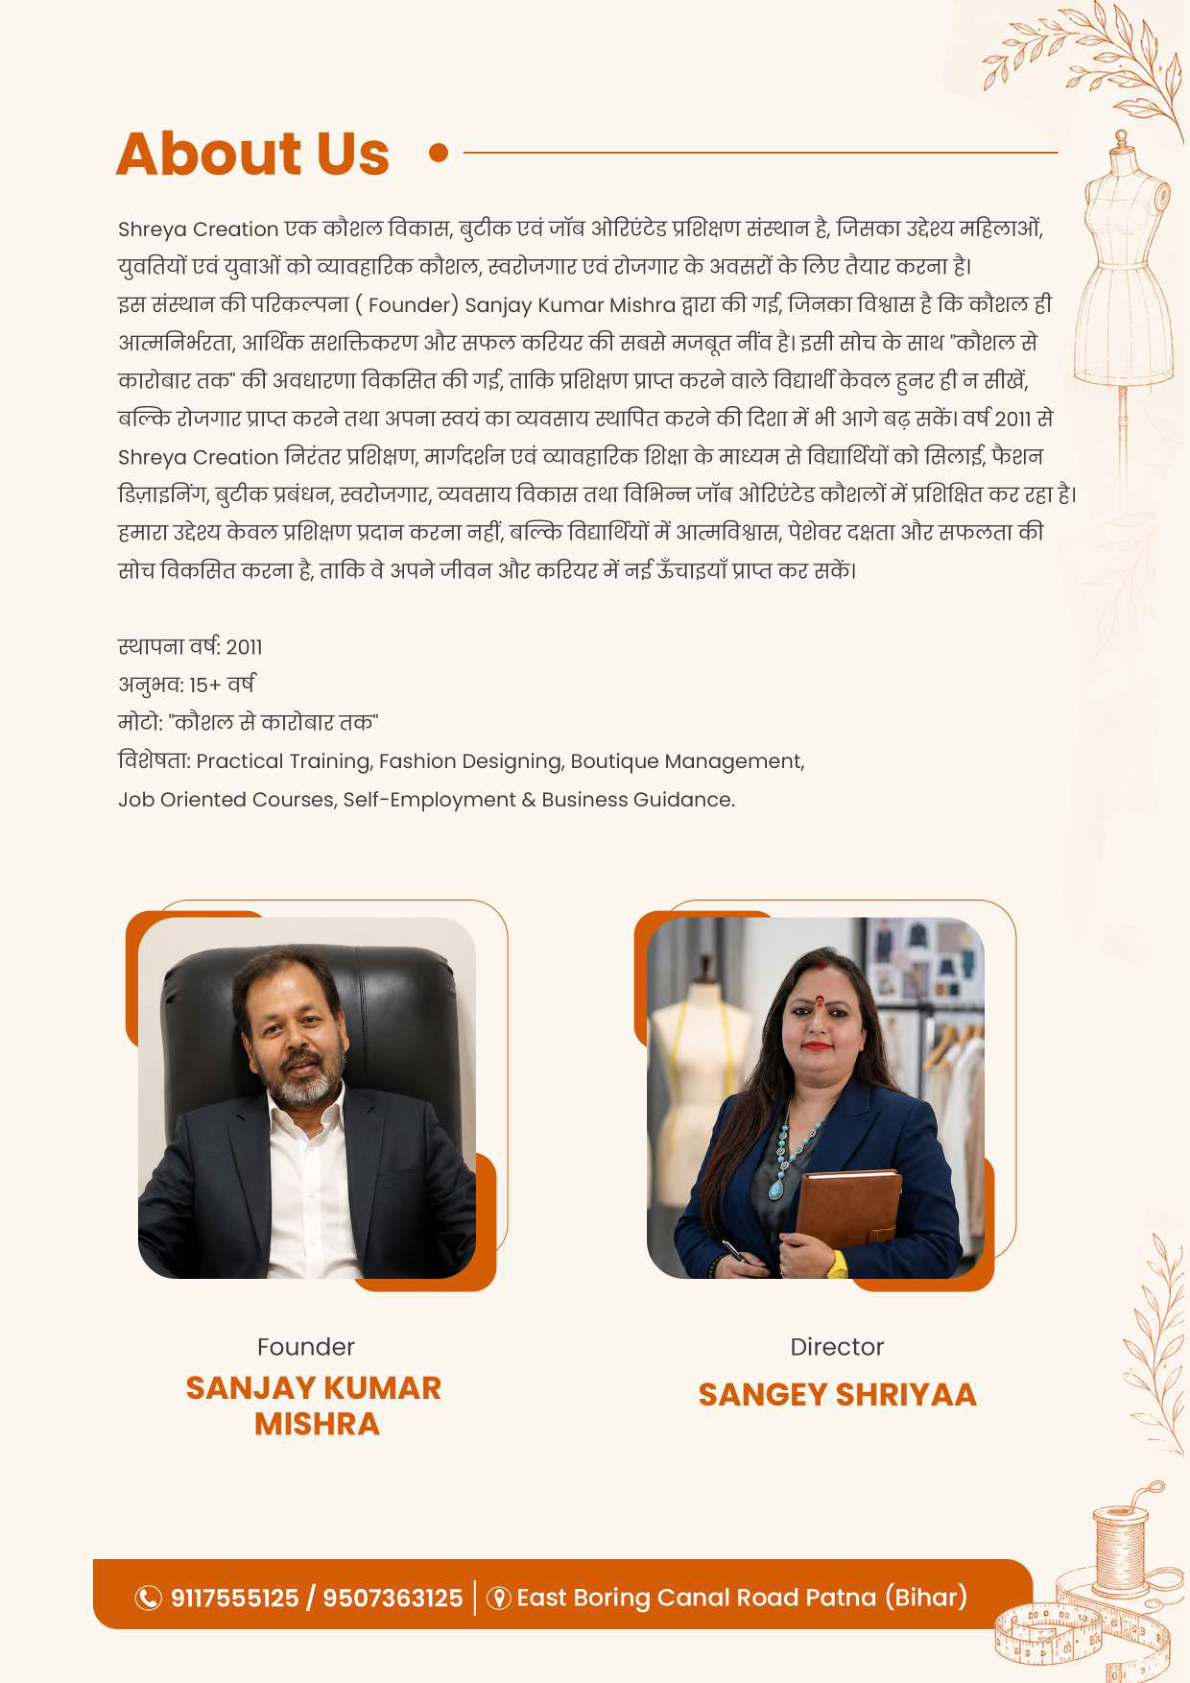 About Us
Shreya Creation एक कौशल विकास, बुटीक एवं जॉब ओरिएंटेड प्रशिक्षण संस्थान है, जिसका उद्देश्य महिलाओं,
युवतियों एवं युवाओं को व्यावहारिक कौशल, स्वरोजगार एवं रोजगार के अवसरों के लिए तैयार करना है।
इस संस्थान की परिकल्पना ( Founder) Sanjay Kumar Mishra द्वारा की गई, जिनका विश्वास है कि कौशल ही
आत्मनिर्भरता, आर्थिक सशक्तिकरण और सफल करियर की सबसे मजबूत नींव है। इसी सोच के साथ "कौशल से
कारोबार तक" की अवधारणा विकसित की गई, ताकि प्रशिक्षण प्राप्त करने वाले विद्यार्थी केवल हुनर ही न सीखें,
बल्कि रोजगार प्राप्त करने तथा अपना स्वयं का व्यवसाय स्थापित करने की दिशा में भी आगे बढ़ सकें। वर्ष 2011 से
Shreya Creation निरंतर प्रशिक्षण, मार्गदर्शन एवं व्यावहारिक शिक्षा के माध्यम से विद्यार्थियों को सिलाई, फैशन
डिज़ाइनिंग, बुटीक प्रबंधन, स्वरोजगार, व्यवसाय विकास तथा विभिन्न जॉब ओरिएंटेड कौशलों में प्रशिक्षित कर रहा है।
हमारा उद्देश्य केवल प्रशिक्षण प्रदान करना नहीं, बल्कि विद्यार्थियों में आत्मविश्वास, पेशेवर दक्षता और सफलता की
सोच विकसित करना है, ताकि वे अपने जीवन और करियर में नई ऊँचाइयाँ प्राप्त कर सकें।
स्थापना वर्ष: 2011
अनुभव: 15+ वर्ष
मोटो: "कौशल से कारोबार तक"
विशेषता: Practical Training, Fashion Designing, Boutique Management,
Job Oriented Courses, Self-Employment & Business Guidance.
Founder
SANJAY KUMAR
MISHRA
Director
SANGEY SHRIYAA
9117555125 / 9507363125 | East Boring Canal Road Patna (Bihar)